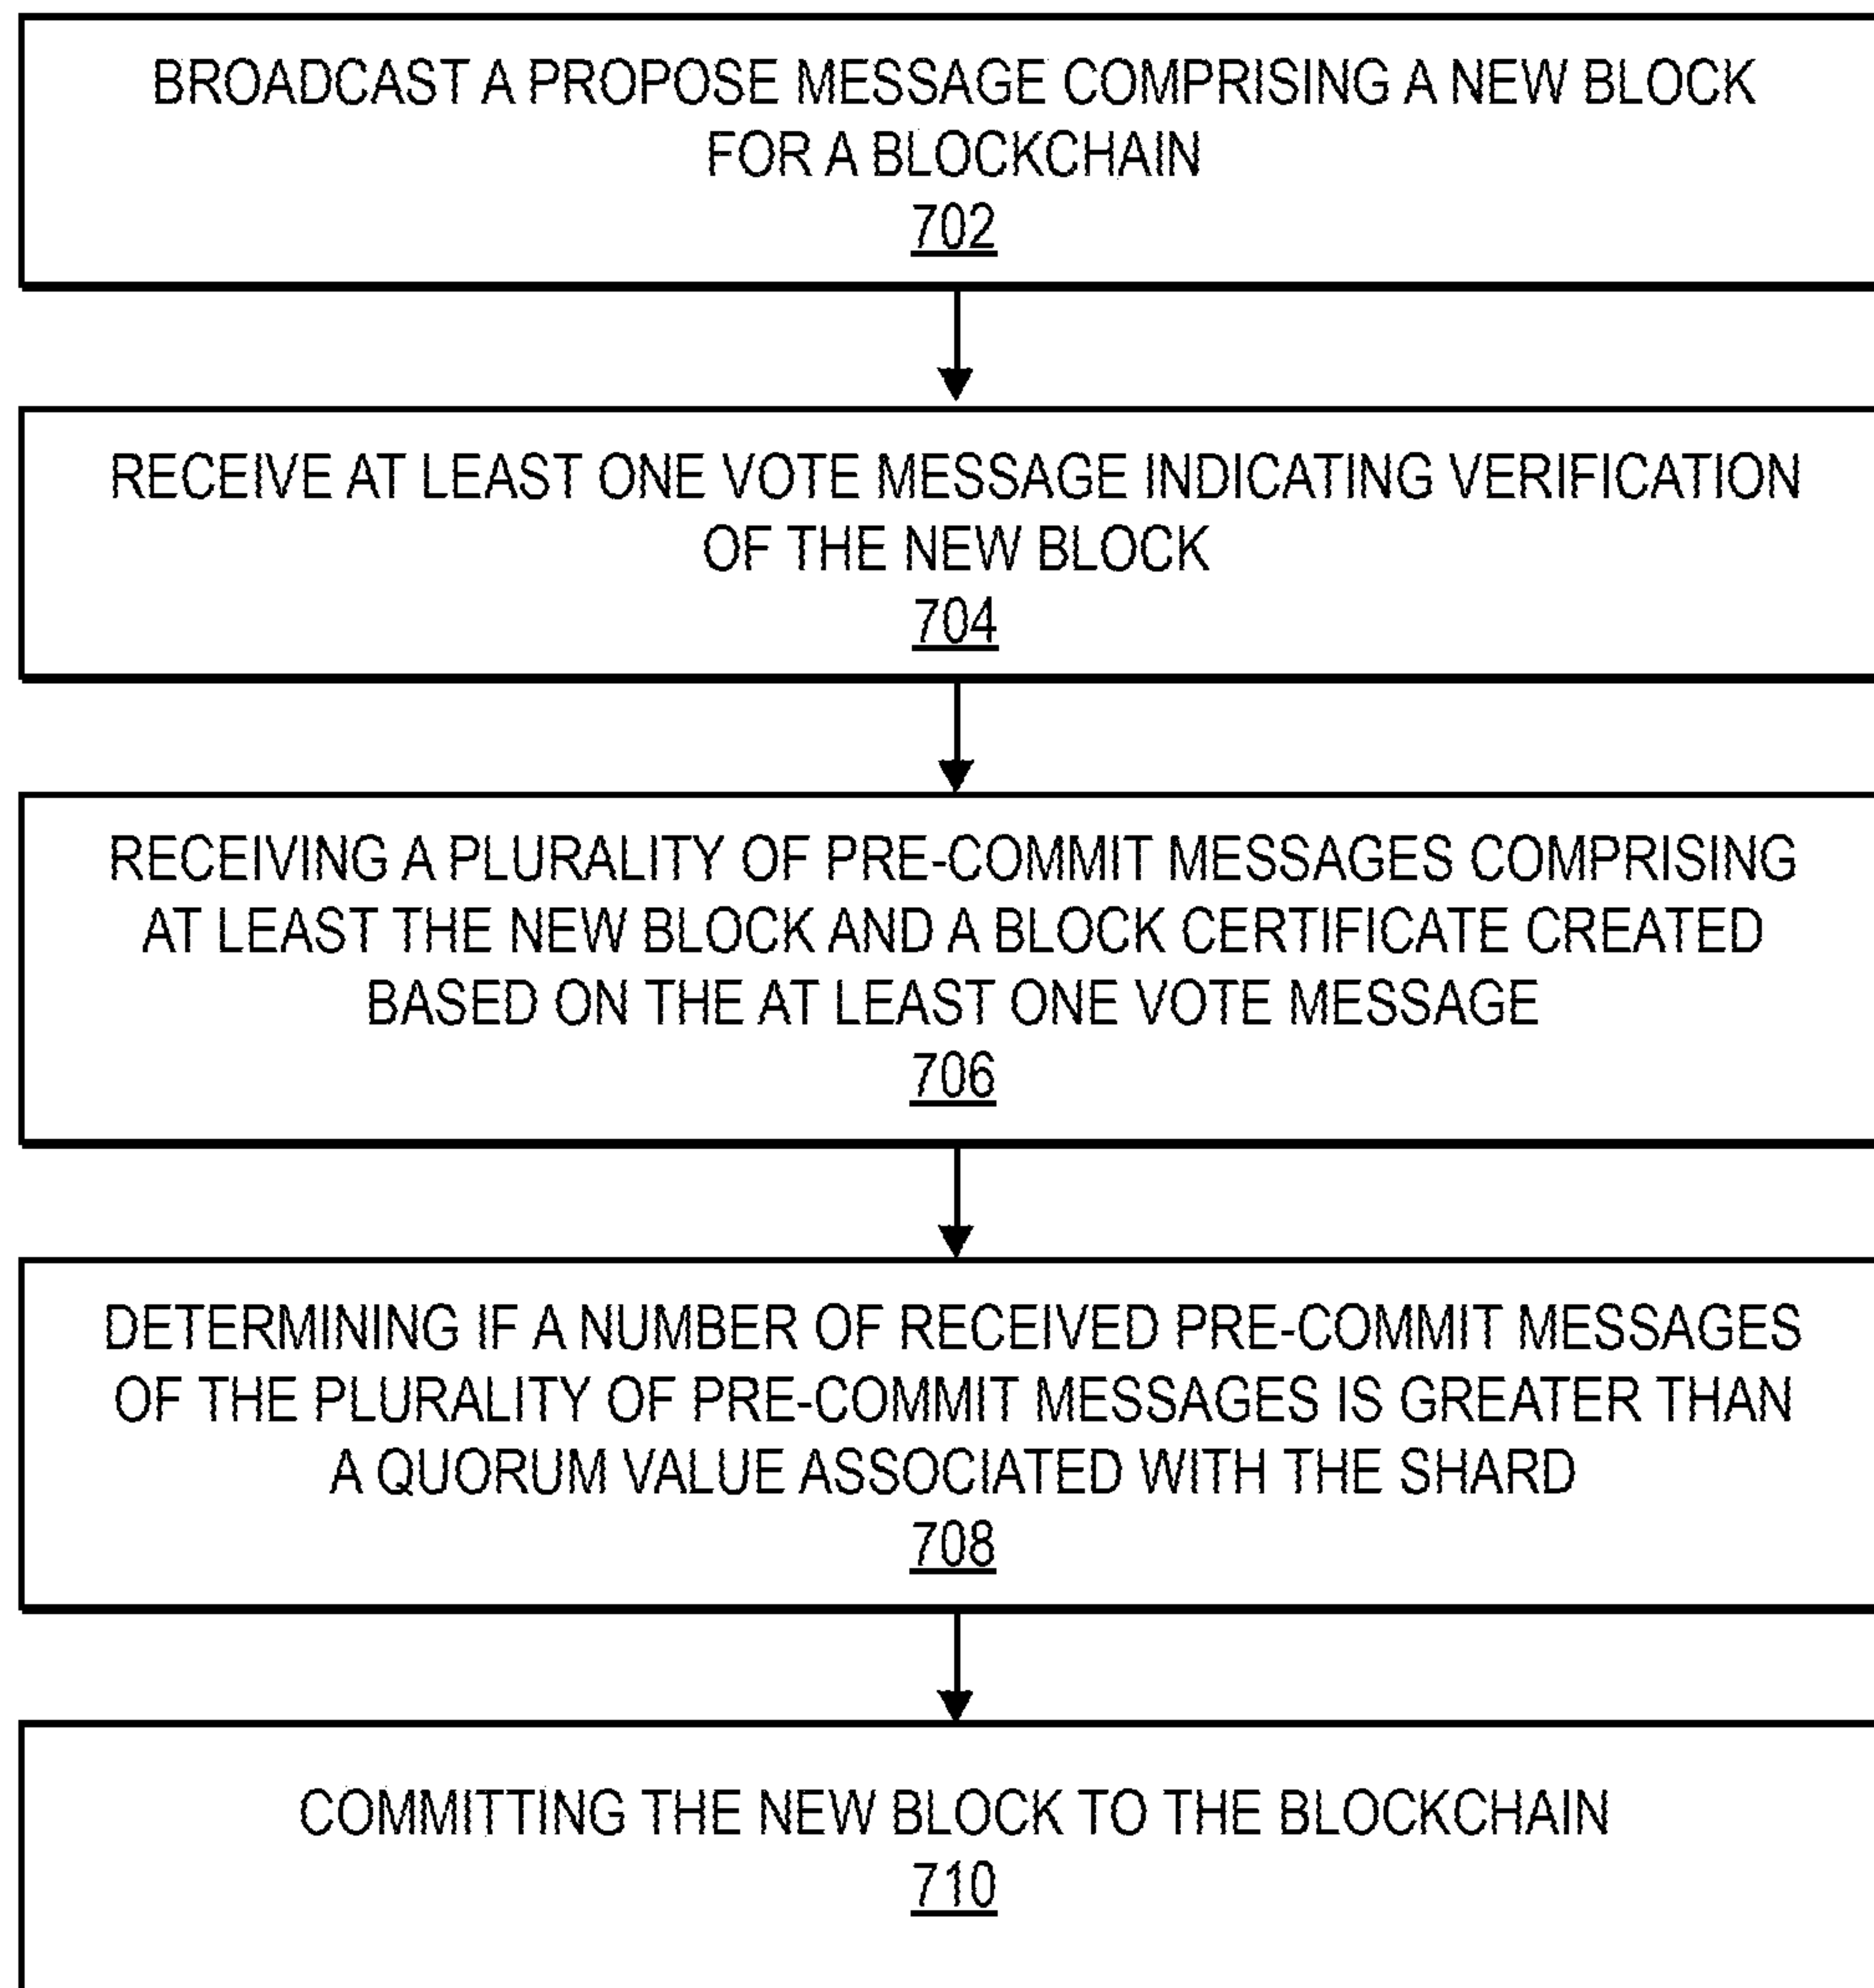 BROADCAST A PROPOSE MESSAGE COMPRISING A NEW BLOCK
FOR A BLOCKCHAIN
702
RECEIVE AT LEAST ONE VOTE MESSAGE INDICATING VERIFICATION
OF THE NEW BLOCK
704
RECEIVING A PLURALITY OF PRE-COMMIT MESSAGES COMPRISING
AT LEAST THE NEW BLOCK AND A BLOCK CERTIFICATE CREATED
BASED ON THE AT LEAST ONE VOTE MESSAGE
706
DETERMINING IF A NUMBER OF RECEIVED PRE-COMMIT MESSAGES
OF THE PLURALITY OF PRE-COMMIT MESSAGES IS GREATER THAN
A QUORUM VALUE ASSOCIATED WITH THE SHARD
708
COMMITTING THE NEW BLOCK TO THE BLOCKCHAIN
710